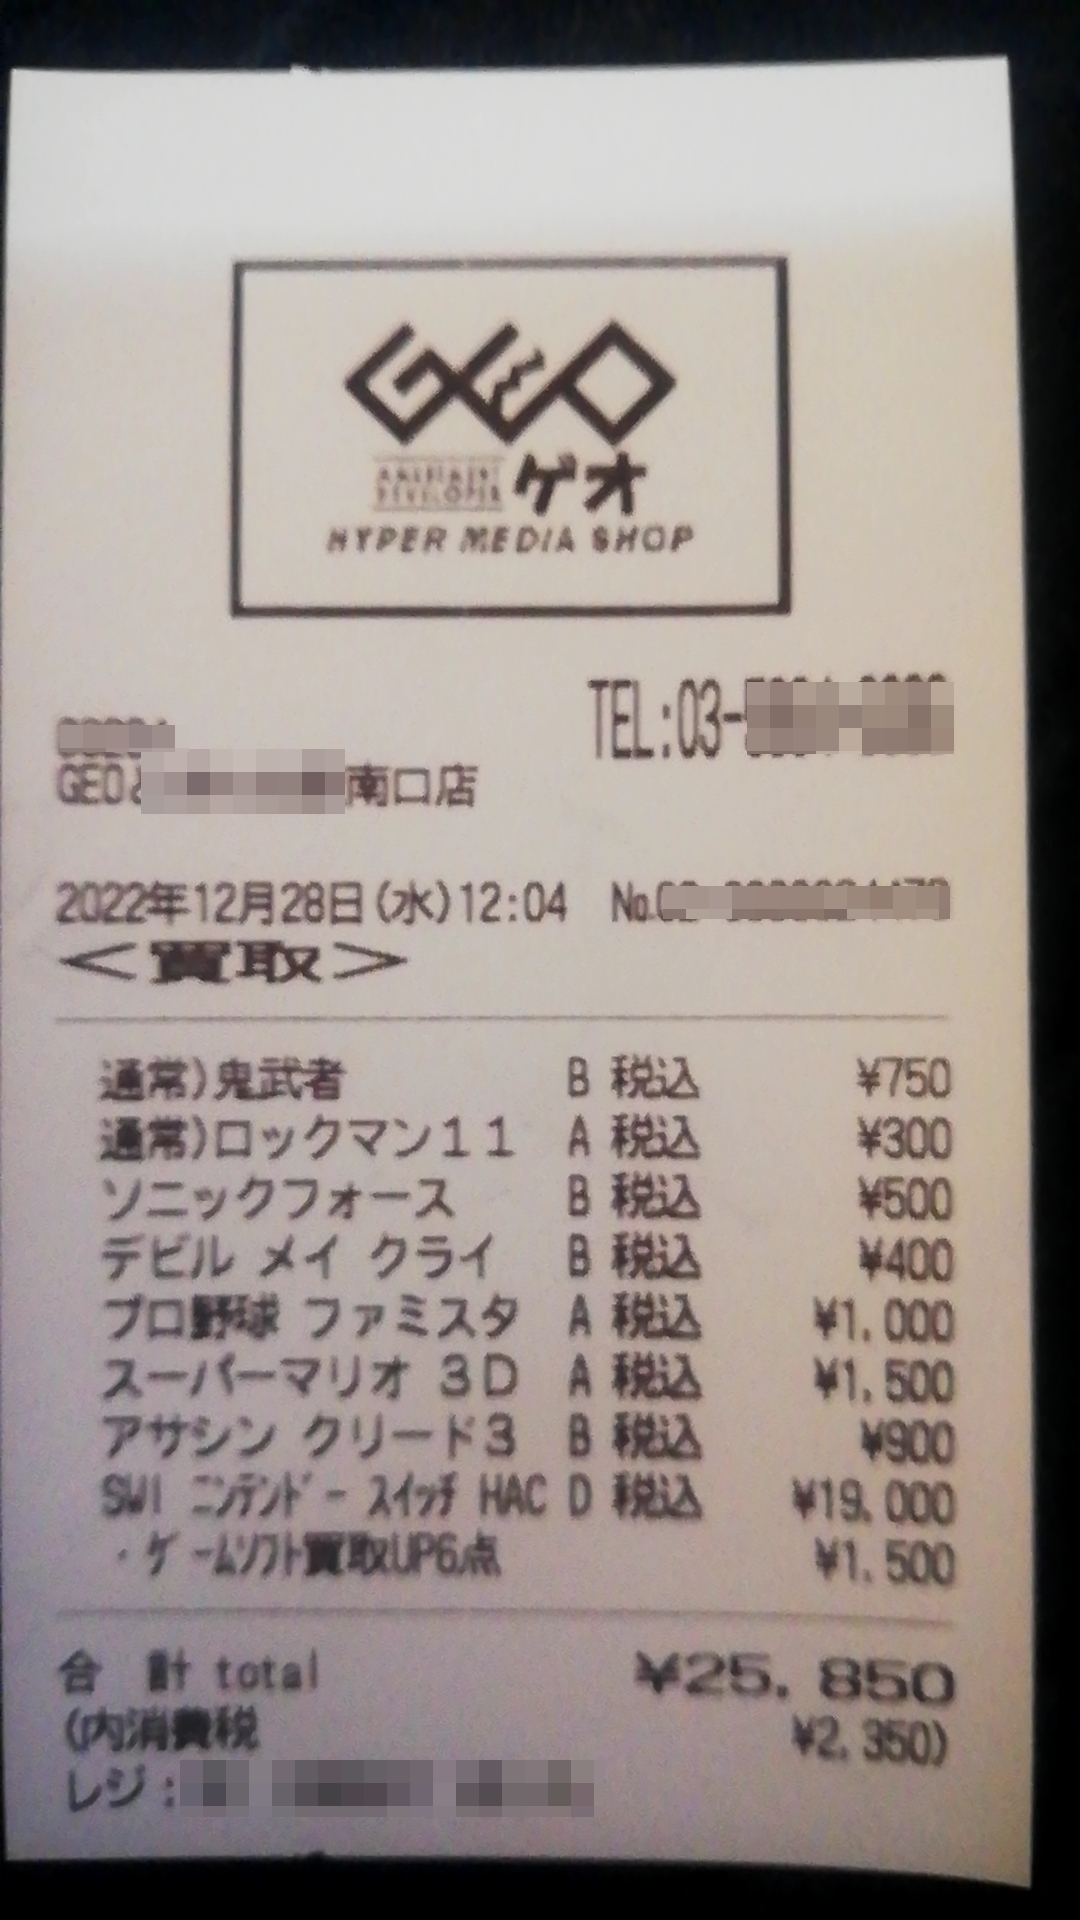 GEO
AMUSEMENT
DEVELOPER
ゲオ
HYPER MEDIA SHOP
TEL:03-
GEO 南口店
2022年12月28日(水)12:04 No.
<買取>
通常)鬼武者 B 税込 ¥750
通常)ロックマン11 A 税込 ¥300
ソニックフォース B 税込 ¥500
デビル メイ クライ B 税込 ¥400
プロ野球 ファミスタ A 税込 ¥1,000
スーパーマリオ 3D A 税込 ¥1,500
アサシン クリード3 B 税込 ¥900
SWI ニンテンドースイッチ HAC D 税込 ¥19,000
・ゲームソフト買取UP6点 ¥1,500
合 計 total ¥25,850
(内消費税 ¥2,350)
レジ: